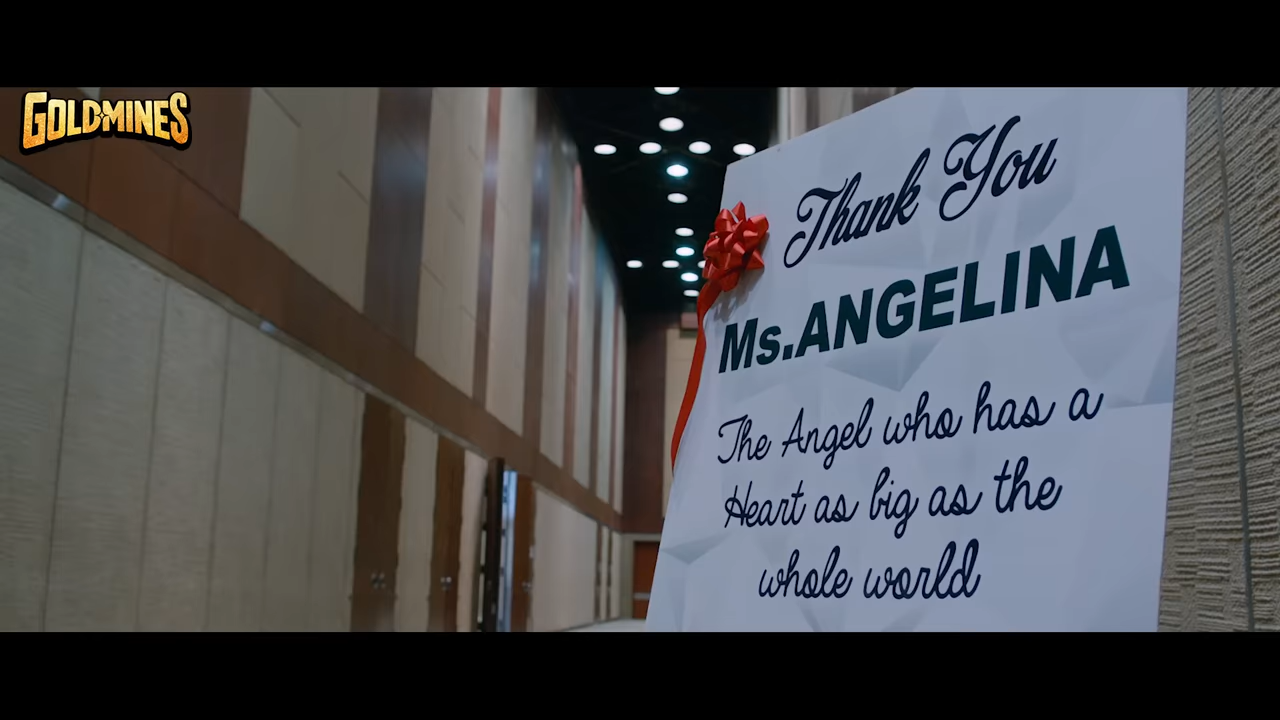 GOLDMINES
Thank You
Ms.ANGELINA
The Angel who has a
Heart as big as the
whole world